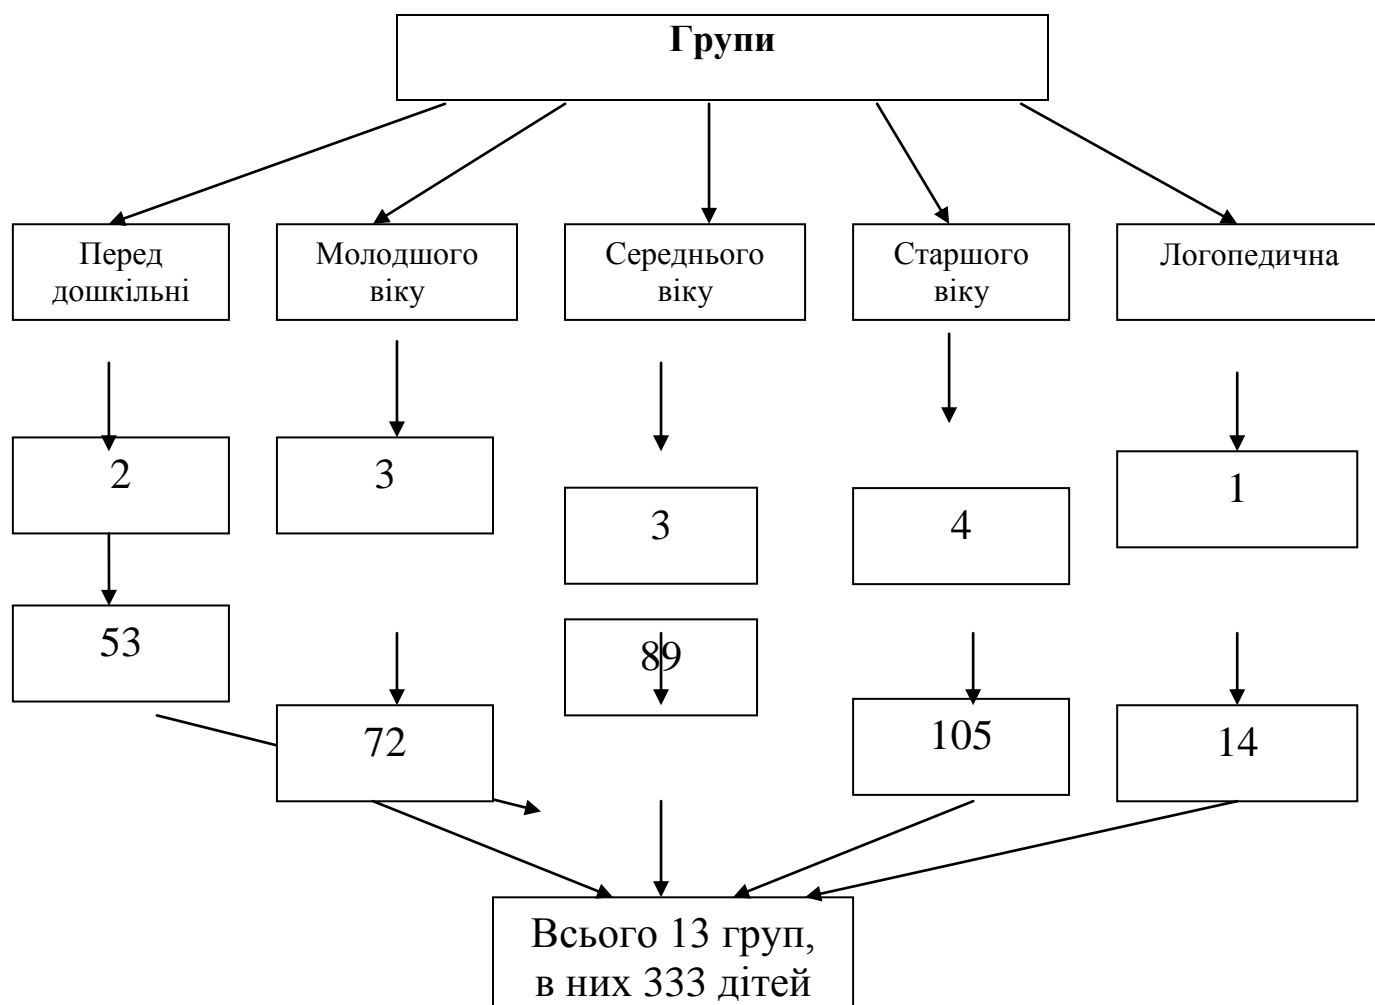 Групи
Перед
дошкільні
Молодшого
віку
Середнього
віку
Старшого
віку
Логопедична
2
3
3
4
1
53
72
89
105
14
Всього 13 груп,
в них 333 дітей